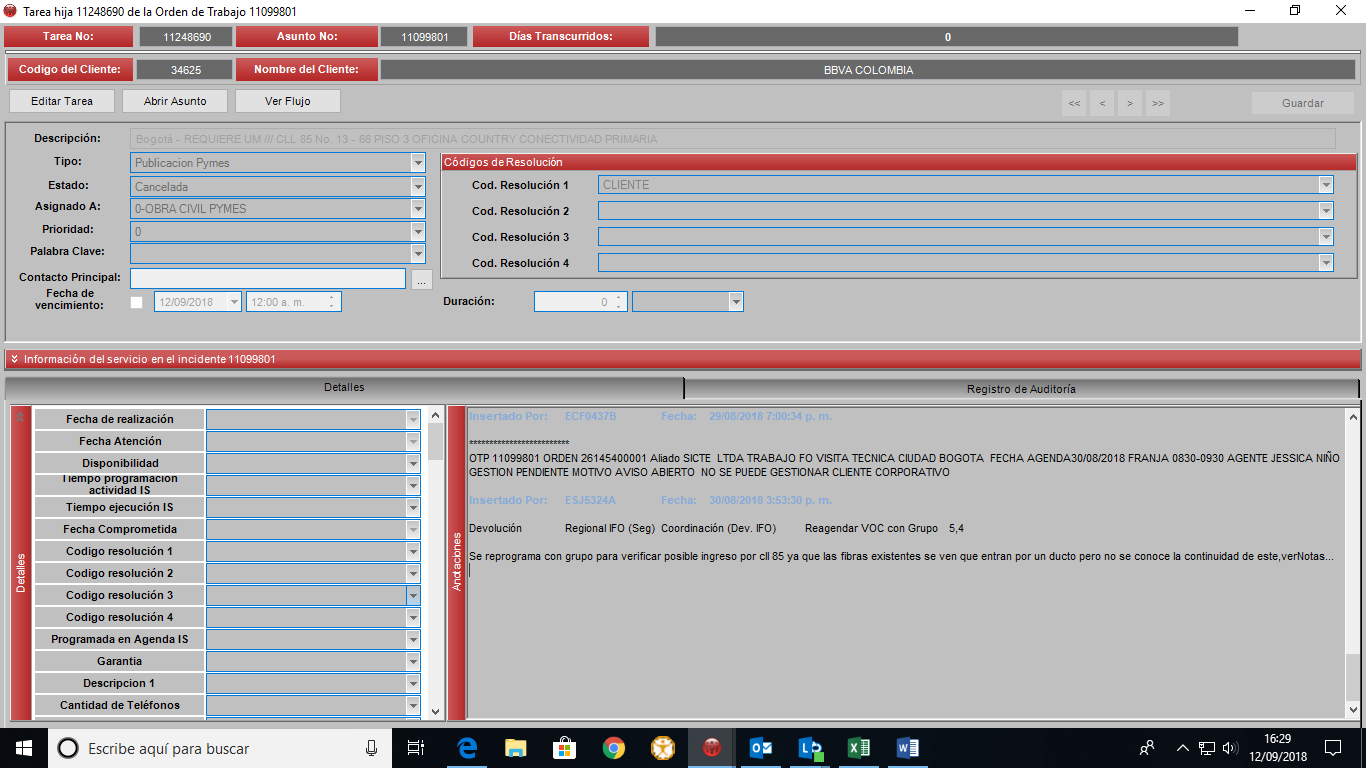 Tarea hija 11248690 de la Orden de Trabajo 11099801
Tarea No: 11248690 Asunto No: 11099801 Días Transcurridos: 0
Codigo del Cliente: 34625 Nombre del Cliente: BBVA COLOMBIA
Editar Tarea Abrir Asunto Ver Flujo << < > >> Guardar
Descripción: Bogotá - REQUIERE UM /// CLL 85 No. 13 - 66 PISO 3 OFICINA COUNTRY CONECTIVIDAD PRIMARIA
Tipo: Publicacion Pymes
Estado: Cancelada
Asignado A: 0-OBRA CIVIL PYMES
Prioridad: 0
Palabra Clave:
Contacto Principal: ...
Fecha de vencimiento: 12/09/2018 12:00 a. m.
Códigos de Resolución
Cod. Resolución 1 CLIENTE
Cod. Resolución 2
Cod. Resolución 3
Cod. Resolución 4
Duración: 0
Información del servicio en el incidente 11099801
Detalles Registro de Auditoría
Detalles
Fecha de realización
Fecha Atención
Disponibilidad
Tiempo programación
actividad IS
Tiempo ejecución IS
Fecha Comprometida
Codigo resolución 1
Codigo resolución 2
Codigo resolución 3
Codigo resolución 4
Programada en Agenda IS
Garantia
Descripcion 1
Cantidad de Teléfonos
Anotaciones
Insertado Por: ECF0437B Fecha: 29/08/2018 7:00:34 p. m.
*************************
OTP 11099801 ORDEN 26145400001 Aliado SICTE LTDA TRABAJO FO VISITA TECNICA CIUDAD BOGOTA FECHA AGENDA30/08/2018 FRANJA 0830-0930 AGENTE JESSICA NIÑO
GESTION PENDIENTE MOTIVO AVISO ABIERTO NO SE PUEDE GESTIONAR CLIENTE CORPORATIVO
Insertado Por: ESJ5324A Fecha: 30/08/2018 3:53:30 p. m.
Devolución Regional IFO (Seg) Coordinación (Dev. IFO) Reagendar VOC con Grupo 5,4
Se reprograma con grupo para verificar posible ingreso por cll 85 ya que las fibras existentes se ven que entran por un ducto pero no se conoce la continuidad de este,verNotas...
Escribe aquí para buscar
16:29
12/09/2018